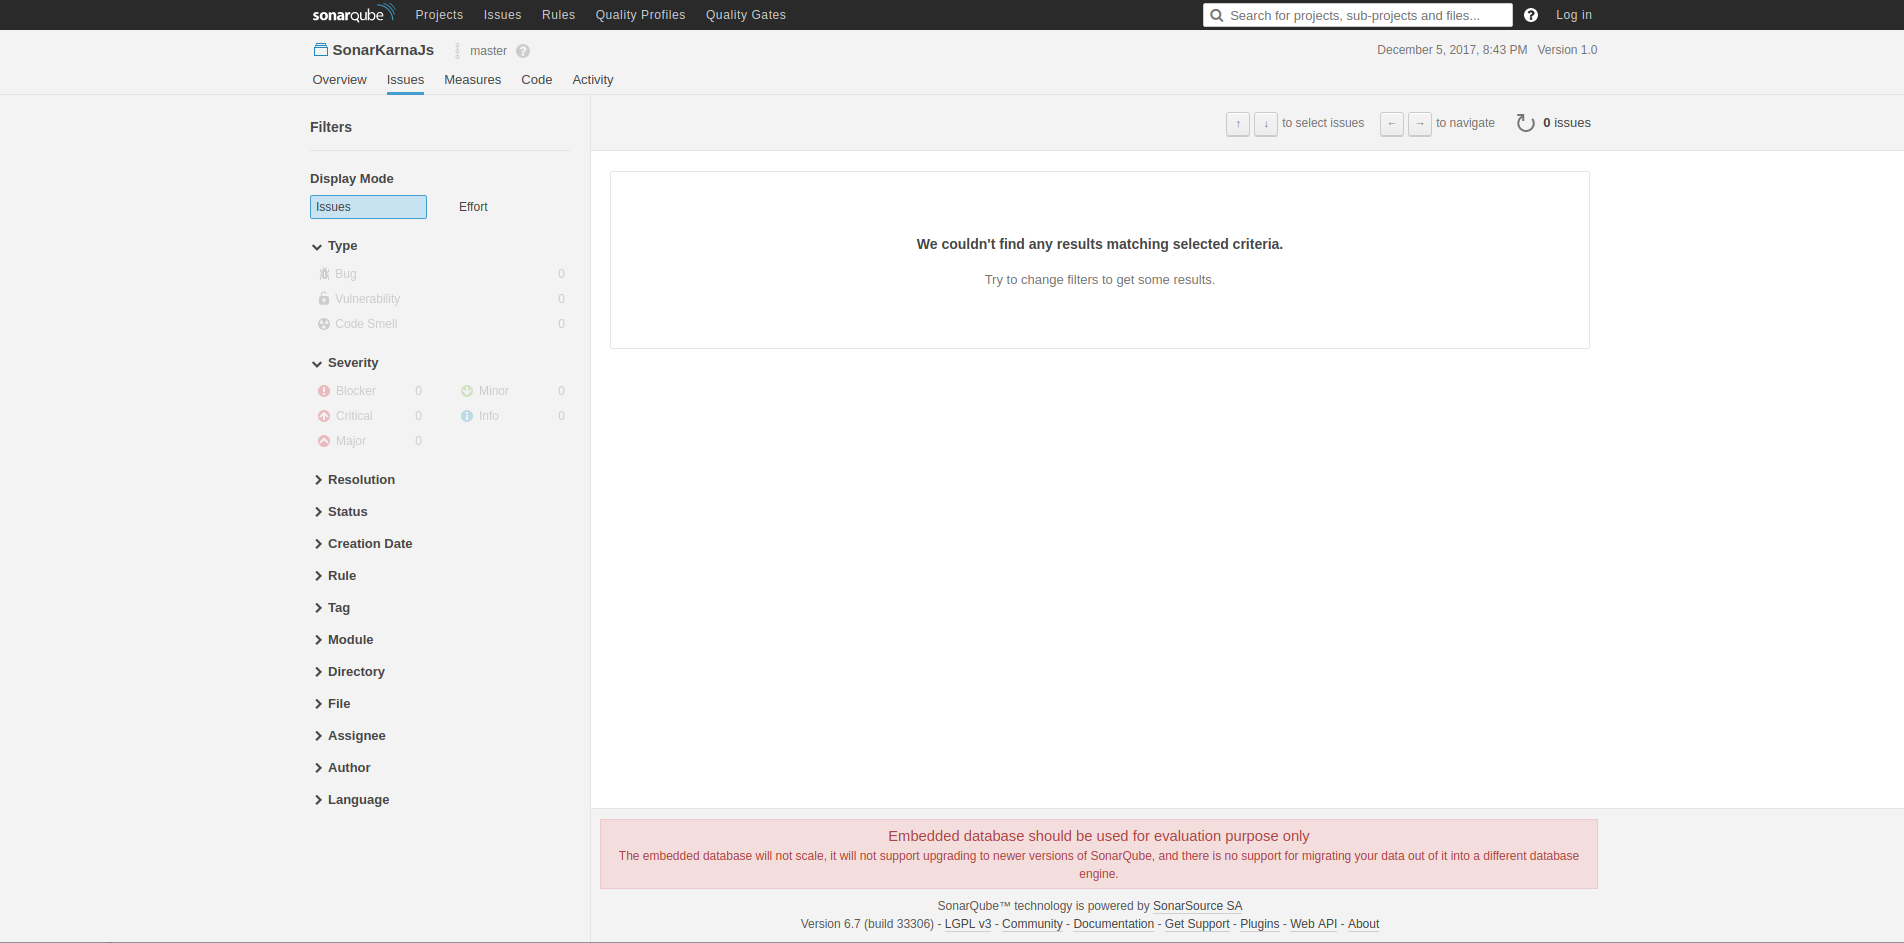 sonarqube Projects Issues Rules Quality Profiles Quality Gates Search for projects, sub-projects and files... ? Log in
SonarKarnaJs master ? December 5, 2017, 8:43 PM Version 1.0
Overview Issues Measures Code Activity
Filters
↑ ↓ to select issues ← → to navigate 0 issues
Display Mode
Issues Effort
Type
Bug 0
Vulnerability 0
Code Smell 0
Severity
Blocker 0 Minor 0
Critical 0 Info 0
Major 0
Resolution
Status
Creation Date
Rule
Tag
Module
Directory
File
Assignee
Author
Language
We couldn't find any results matching selected criteria.
Try to change filters to get some results.
Embedded database should be used for evaluation purpose only
The embedded database will not scale, it will not support upgrading to newer versions of SonarQube, and there is no support for migrating your data out of it into a different database
engine.
SonarQube™ technology is powered by SonarSource SA
Version 6.7 (build 33306) - LGPL v3 - Community - Documentation - Get Support - Plugins - Web API - About